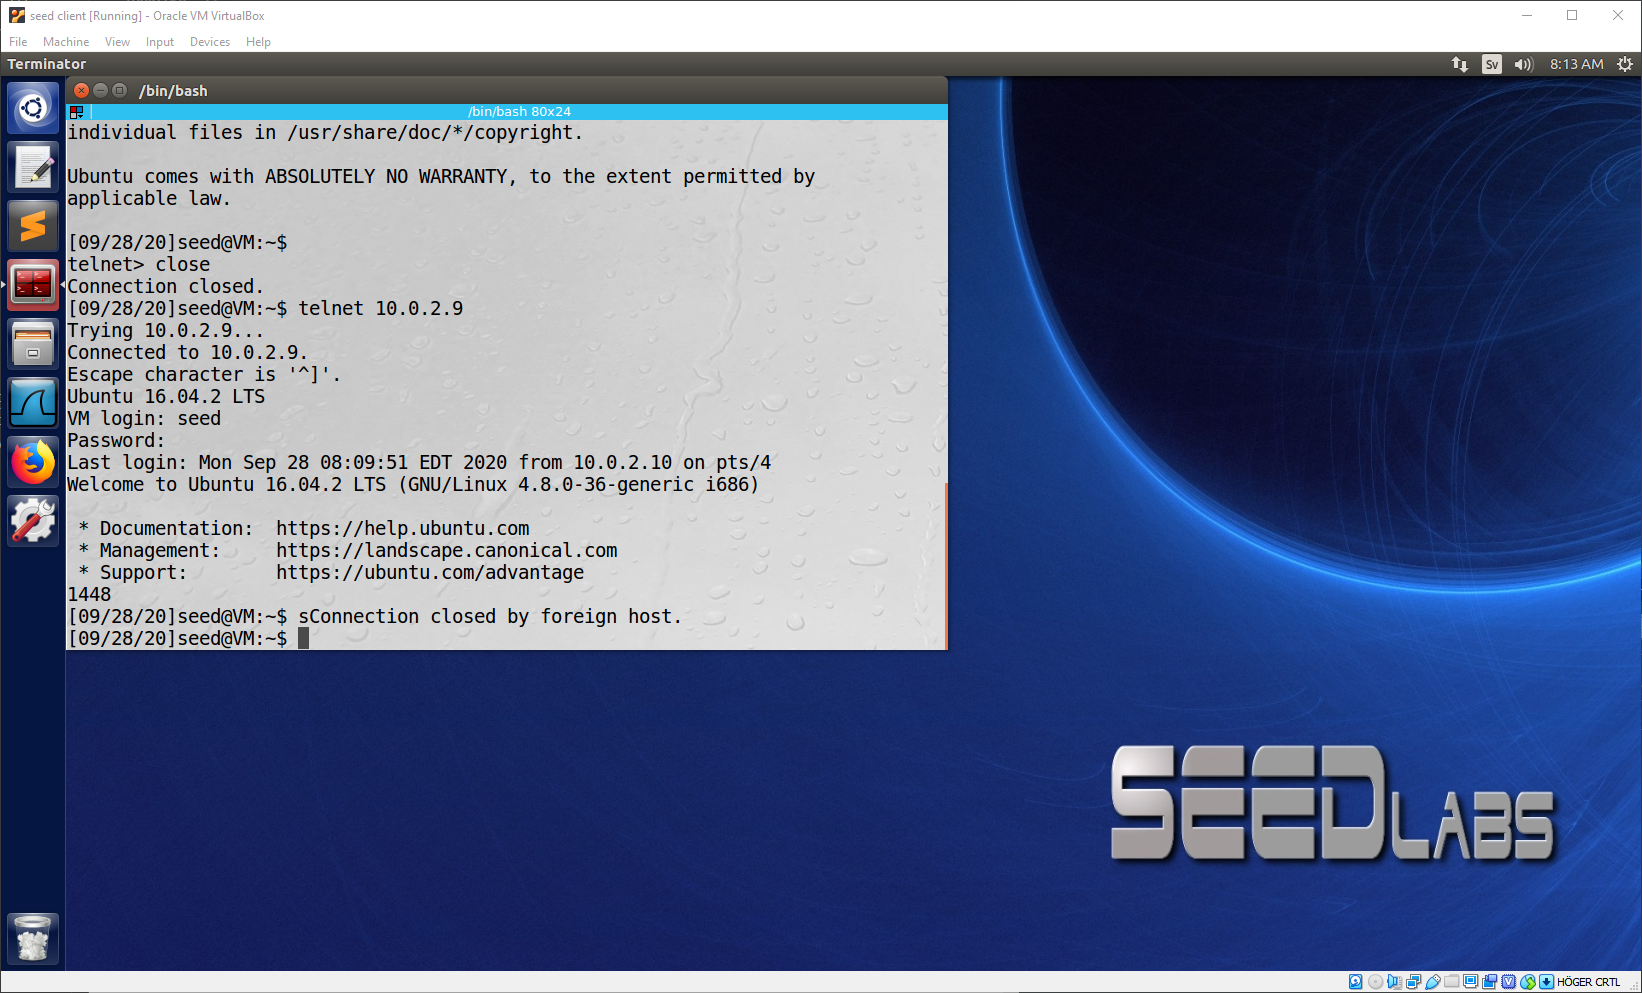 seed client [Running] - Oracle VM VirtualBox
File Machine View Input Devices Help
Terminator
Sv
8:13 AM
/bin/bash
/bin/bash 80x24
individual files in /usr/share/doc/*/copyright.
Ubuntu comes with ABSOLUTELY NO WARRANTY, to the extent permitted by
applicable law.
[09/28/20]seed@VM:~$
telnet> close
Connection closed.
[09/28/20]seed@VM:~$ telnet 10.0.2.9
Trying 10.0.2.9...
Connected to 10.0.2.9.
Escape character is '^]'.
Ubuntu 16.04.2 LTS
VM login: seed
Password:
Last login: Mon Sep 28 08:09:51 EDT 2020 from 10.0.2.10 on pts/4
Welcome to Ubuntu 16.04.2 LTS (GNU/Linux 4.8.0-36-generic i686)
* Documentation:  https://help.ubuntu.com
* Management:     https://landscape.canonical.com
* Support:        https://ubuntu.com/advantage
1448
[09/28/20]seed@VM:~$ sConnection closed by foreign host.
[09/28/20]seed@VM:~$
SEEDLABS
HÖGER CRTL